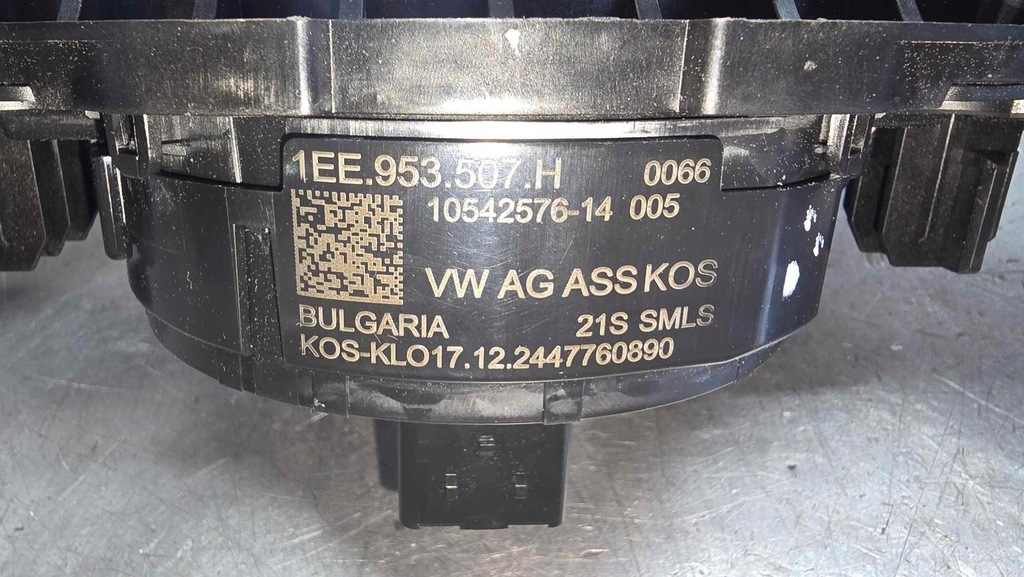 1EE.953.507.H 0066
10542576-14 005
VW AG ASS KOS
BULGARIA 21S SMLS
KOS-KLO17.12.2447760890